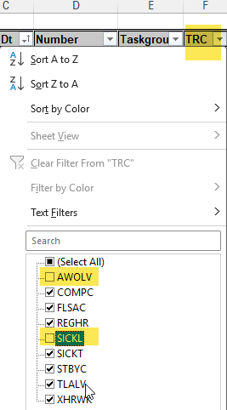 C D E F
Dt Number Taskgrou TRC
Sort A to Z
Sort Z to A
Sort by Color
Sheet View
Clear Filter From "TRC"
Filter by Color
Text Filters
Search
(Select All)
AWOLV
COMPC
FLSAC
REGHR
SICKL
SICKT
STBYC
TLALV
XHRWK